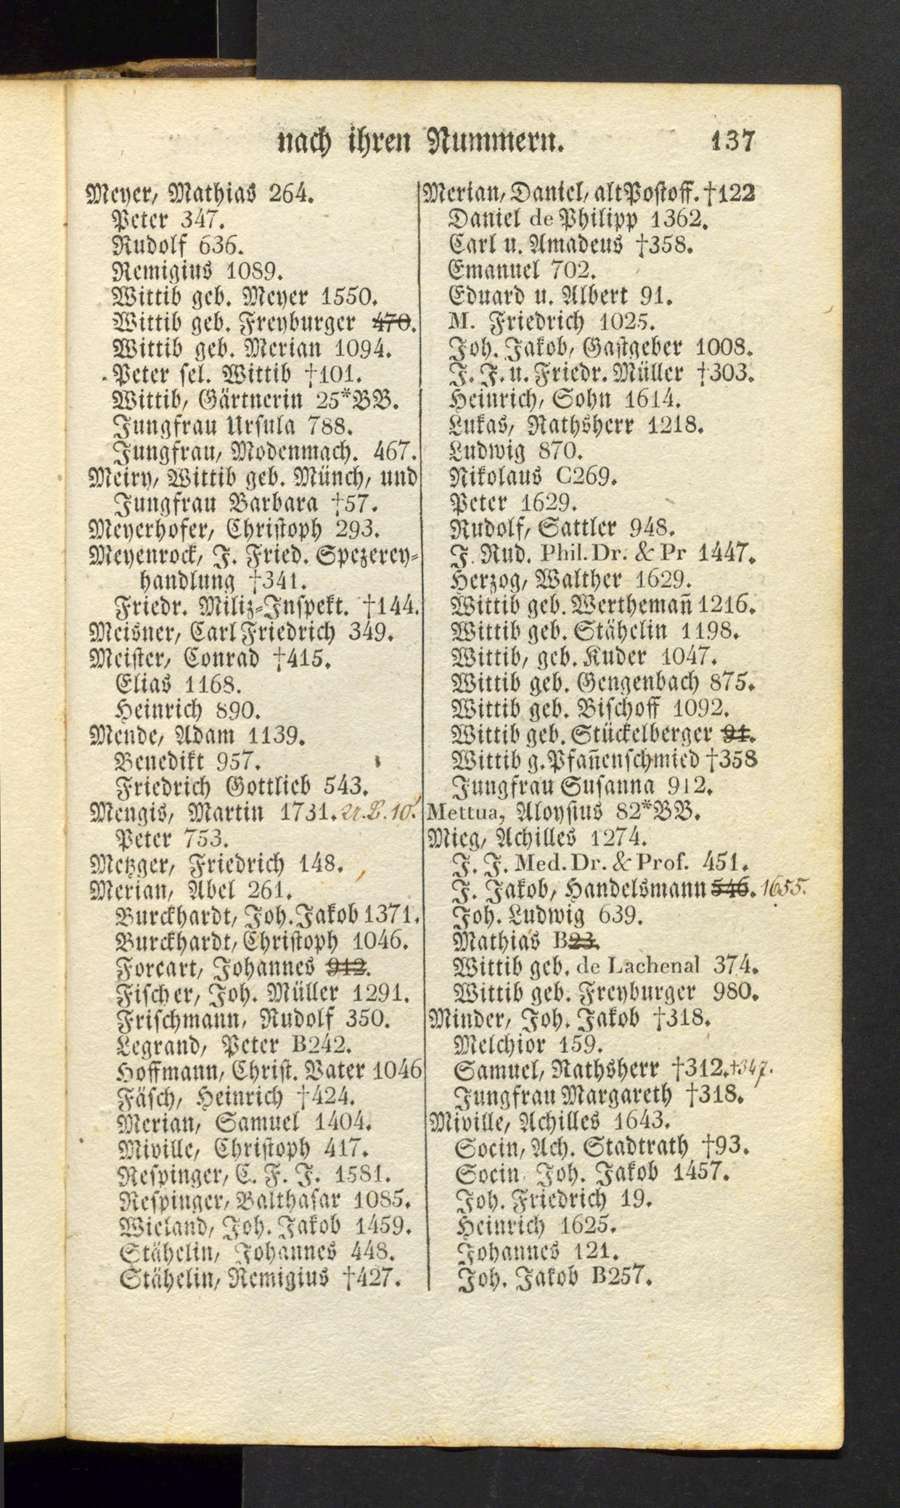 nach ihren Nummern. 137
Meyer, Mathias 264.
Peter 347.
Rudolf 636.
Remigius 1089.
Wittib geb. Meyer 1550.
Wittib geb. Freyburger 470.
Wittib geb. Merian 1094.
Peter sel. Wittib †101.
Wittib, Gärtnerin 25*BB.
Jungfrau Ursula 788.
Jungfrau, Modenmach. 467.
Meiry, Wittib geb. Münch, und
Jungfrau Barbara †57.
Meyerhofer, Christoph 293.
Meyenrock, J. Fried. Spezerey-
handlung †341.
Friedr. Miliz-Inspekt. †144.
Meisner, Carl Friedrich 349.
Meister, Conrad †415.
Elias 1168.
Heinrich 890.
Mende, Adam 1139.
Benedikt 957.
Friedrich Gottlieb 543.
Mengis, Martin 1731.
Peter 753.
Metzger, Friedrich 148.
Merian, Abel 261.
Burckhardt, Joh. Jakob 1371.
Burckhardt, Christoph 1046.
Forcart, Johannes 912.
Fischer, Joh. Müller 1291.
Frischmann, Rudolf 350.
Legrand, Peter B242.
Hoffmann, Christ. Vater 1046
Fäsch, Heinrich †424.
Merian, Samuel 1404.
Miville, Christoph 417.
Respinger, C. F. J. 1581.
Respinger, Balthasar 1085.
Wieland, Joh. Jakob 1459.
Stähelin, Johannes 448.
Stähelin, Remigius †427.
Merian, Daniel, alt Postoff. †122
Daniel de Philipp 1362.
Carl u. Amadeus †358.
Emanuel 702.
Eduard u. Albert 91.
M. Friedrich 1025.
Joh. Jakob, Gastgeber 1008.
J. J. u. Friedr. Müller †303.
Heinrich, Sohn 1614.
Lukas, Rathsherr 1218.
Ludwig 870.
Nikolaus C269.
Peter 1629.
Rudolf, Sattler 948.
J. Rud. Phil. Dr. & Pr 1447.
Herzog, Walther 1629.
Wittib geb. Werthemañ 1216.
Wittib geb. Stähelin 1198.
Wittib, geb. Kuder 1047.
Wittib geb. Gengenbach 875.
Wittib geb. Bischoff 1092.
Wittib geb. Stückelberger 91.
Wittib g. Pfañenschmied †358
Jungfrau Susanna 912.
Mettua, Aloysius 82*BB.
Mieg, Achilles 1274.
J. J. Med. Dr. & Prof. 451.
J. Jakob, Handelsmann 546. 1655.
Joh. Ludwig 639.
Mathias B23.
Wittib geb. de Lachenal 374.
Wittib geb. Freyburger 980.
Minder, Joh. Jakob †318.
Melchior 159.
Samuel, Rathsherr †312. †347.
Jungfrau Margareth †318.
Miville, Achilles 1643.
Socin, Ach. Stadtrath †93.
Socin Joh. Jakob 1457.
Joh. Friedrich 19.
Heinrich 1625.
Johannes 121.
Joh. Jakob B257.